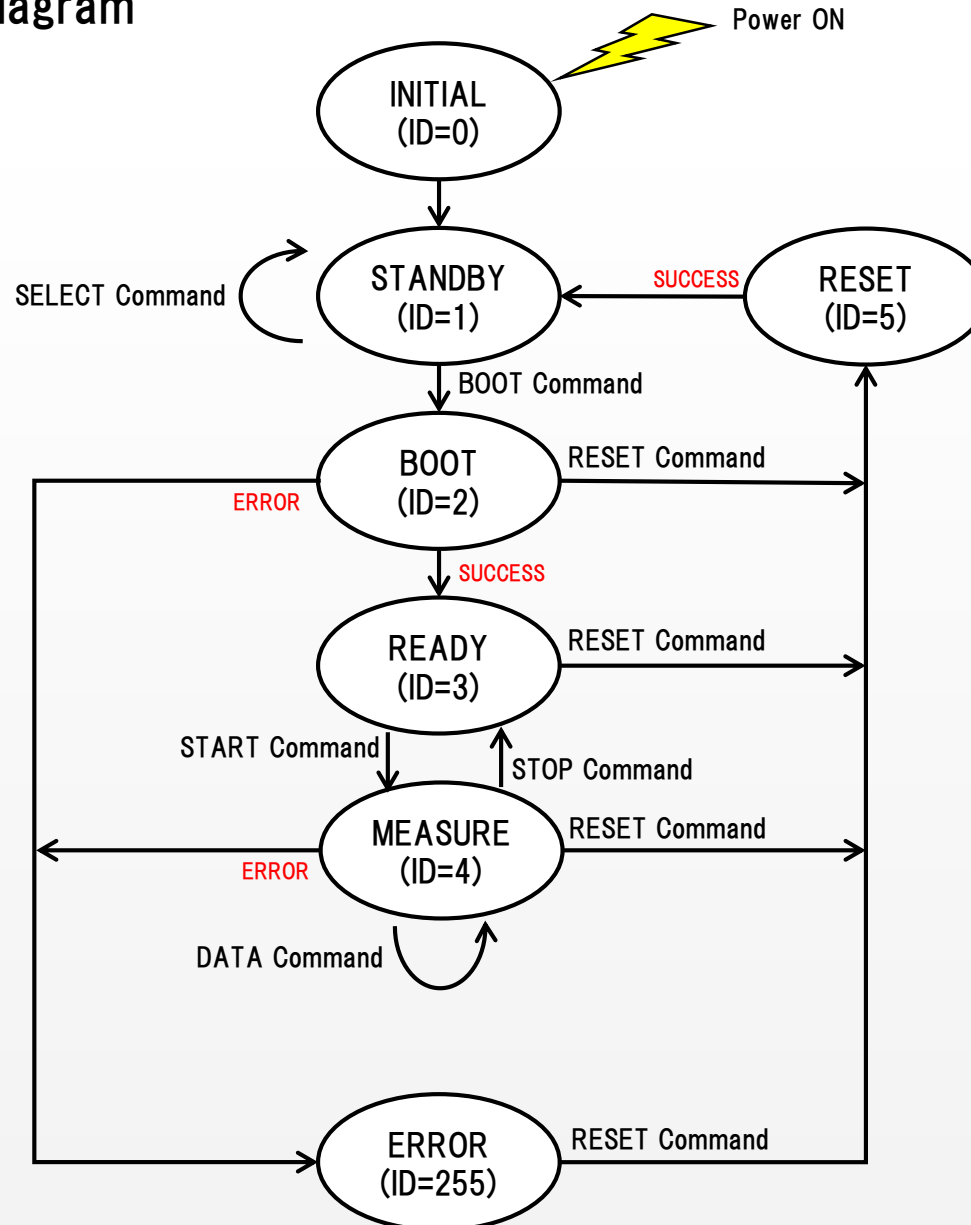 Power ON
INITIAL
(ID=0)
STANDBY
(ID=1)
SELECT Command
SUCCESS
RESET
(ID=5)
BOOT Command
BOOT
(ID=2)
RESET Command
ERROR
SUCCESS
READY
(ID=3)
RESET Command
START Command
STOP Command
MEASURE
(ID=4)
RESET Command
ERROR
DATA Command
ERROR
(ID=255)
RESET Command